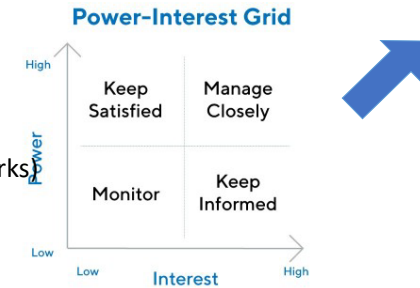 Power-Interest Grid
High
Keep
Satisfied
Manage
Closely
Power
Monitor
Keep
Informed
Low
Low
Interest
High